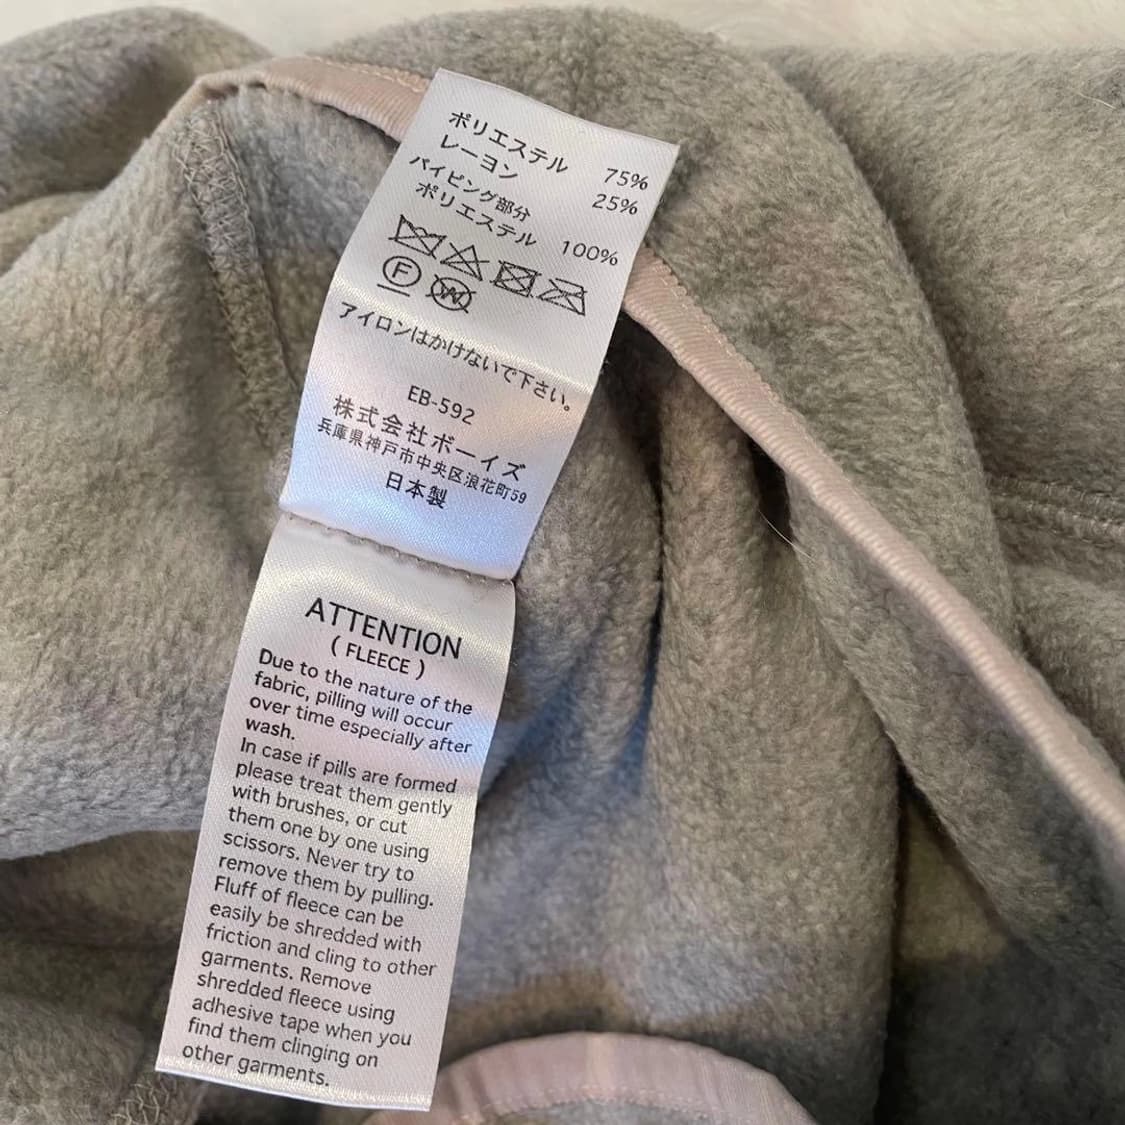 ポリエステル 75%
レーヨン 25%
パイピング部分
ポリエステル 100%
F W
アイロンはかけないで下さい。
EB-592
株式会社ボーイズ
兵庫県神戸市中央区浪花町59
日本製
ATTENTION
( FLEECE )
Due to the nature of the
fabric, pilling will occur
over time especially after
wash.
In case if pills are formed
please treat them gently
with brushes, or cut
them one by one using
scissors. Never try to
remove them by pulling.
Fluff of fleece can be
easily be shredded with
friction and cling to other
garments. Remove
shredded fleece using
adhesive tape when you
find them clinging on
other garments.